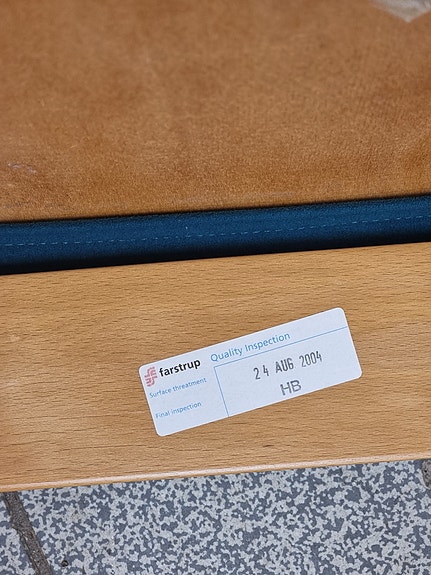 farstrup
Quality Inspection
Surface threatment
24 AUG 2004
Final inspection
HB